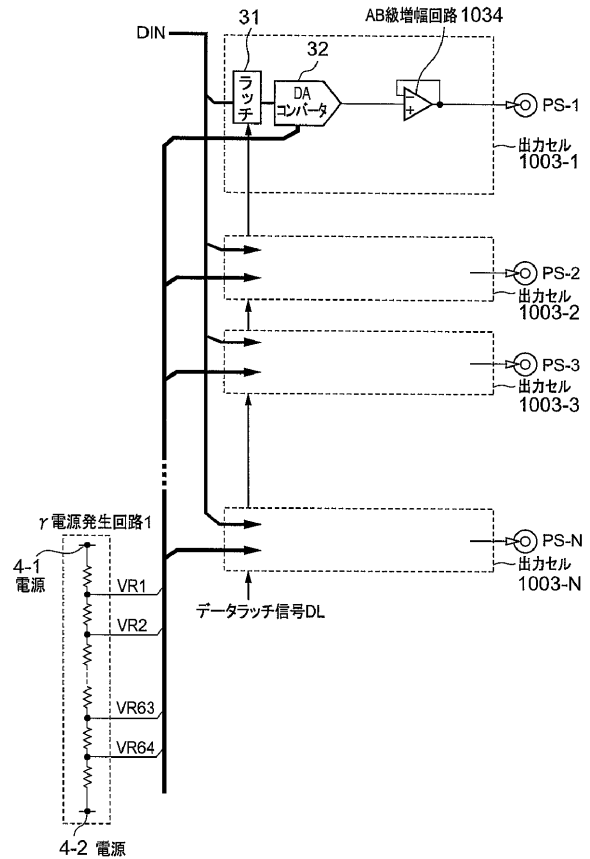 DIN
31
32
AB級増幅回路 1034
ラッチ
DA
コンバータ
−
+
PS-1
出力セル
1003-1
PS-2
出力セル
1003-2
PS-3
出力セル
1003-3
γ電源発生回路1
4-1
電源
VR1
VR2
VR63
VR64
4-2 電源
PS-N
出力セル
1003-N
データラッチ信号DL